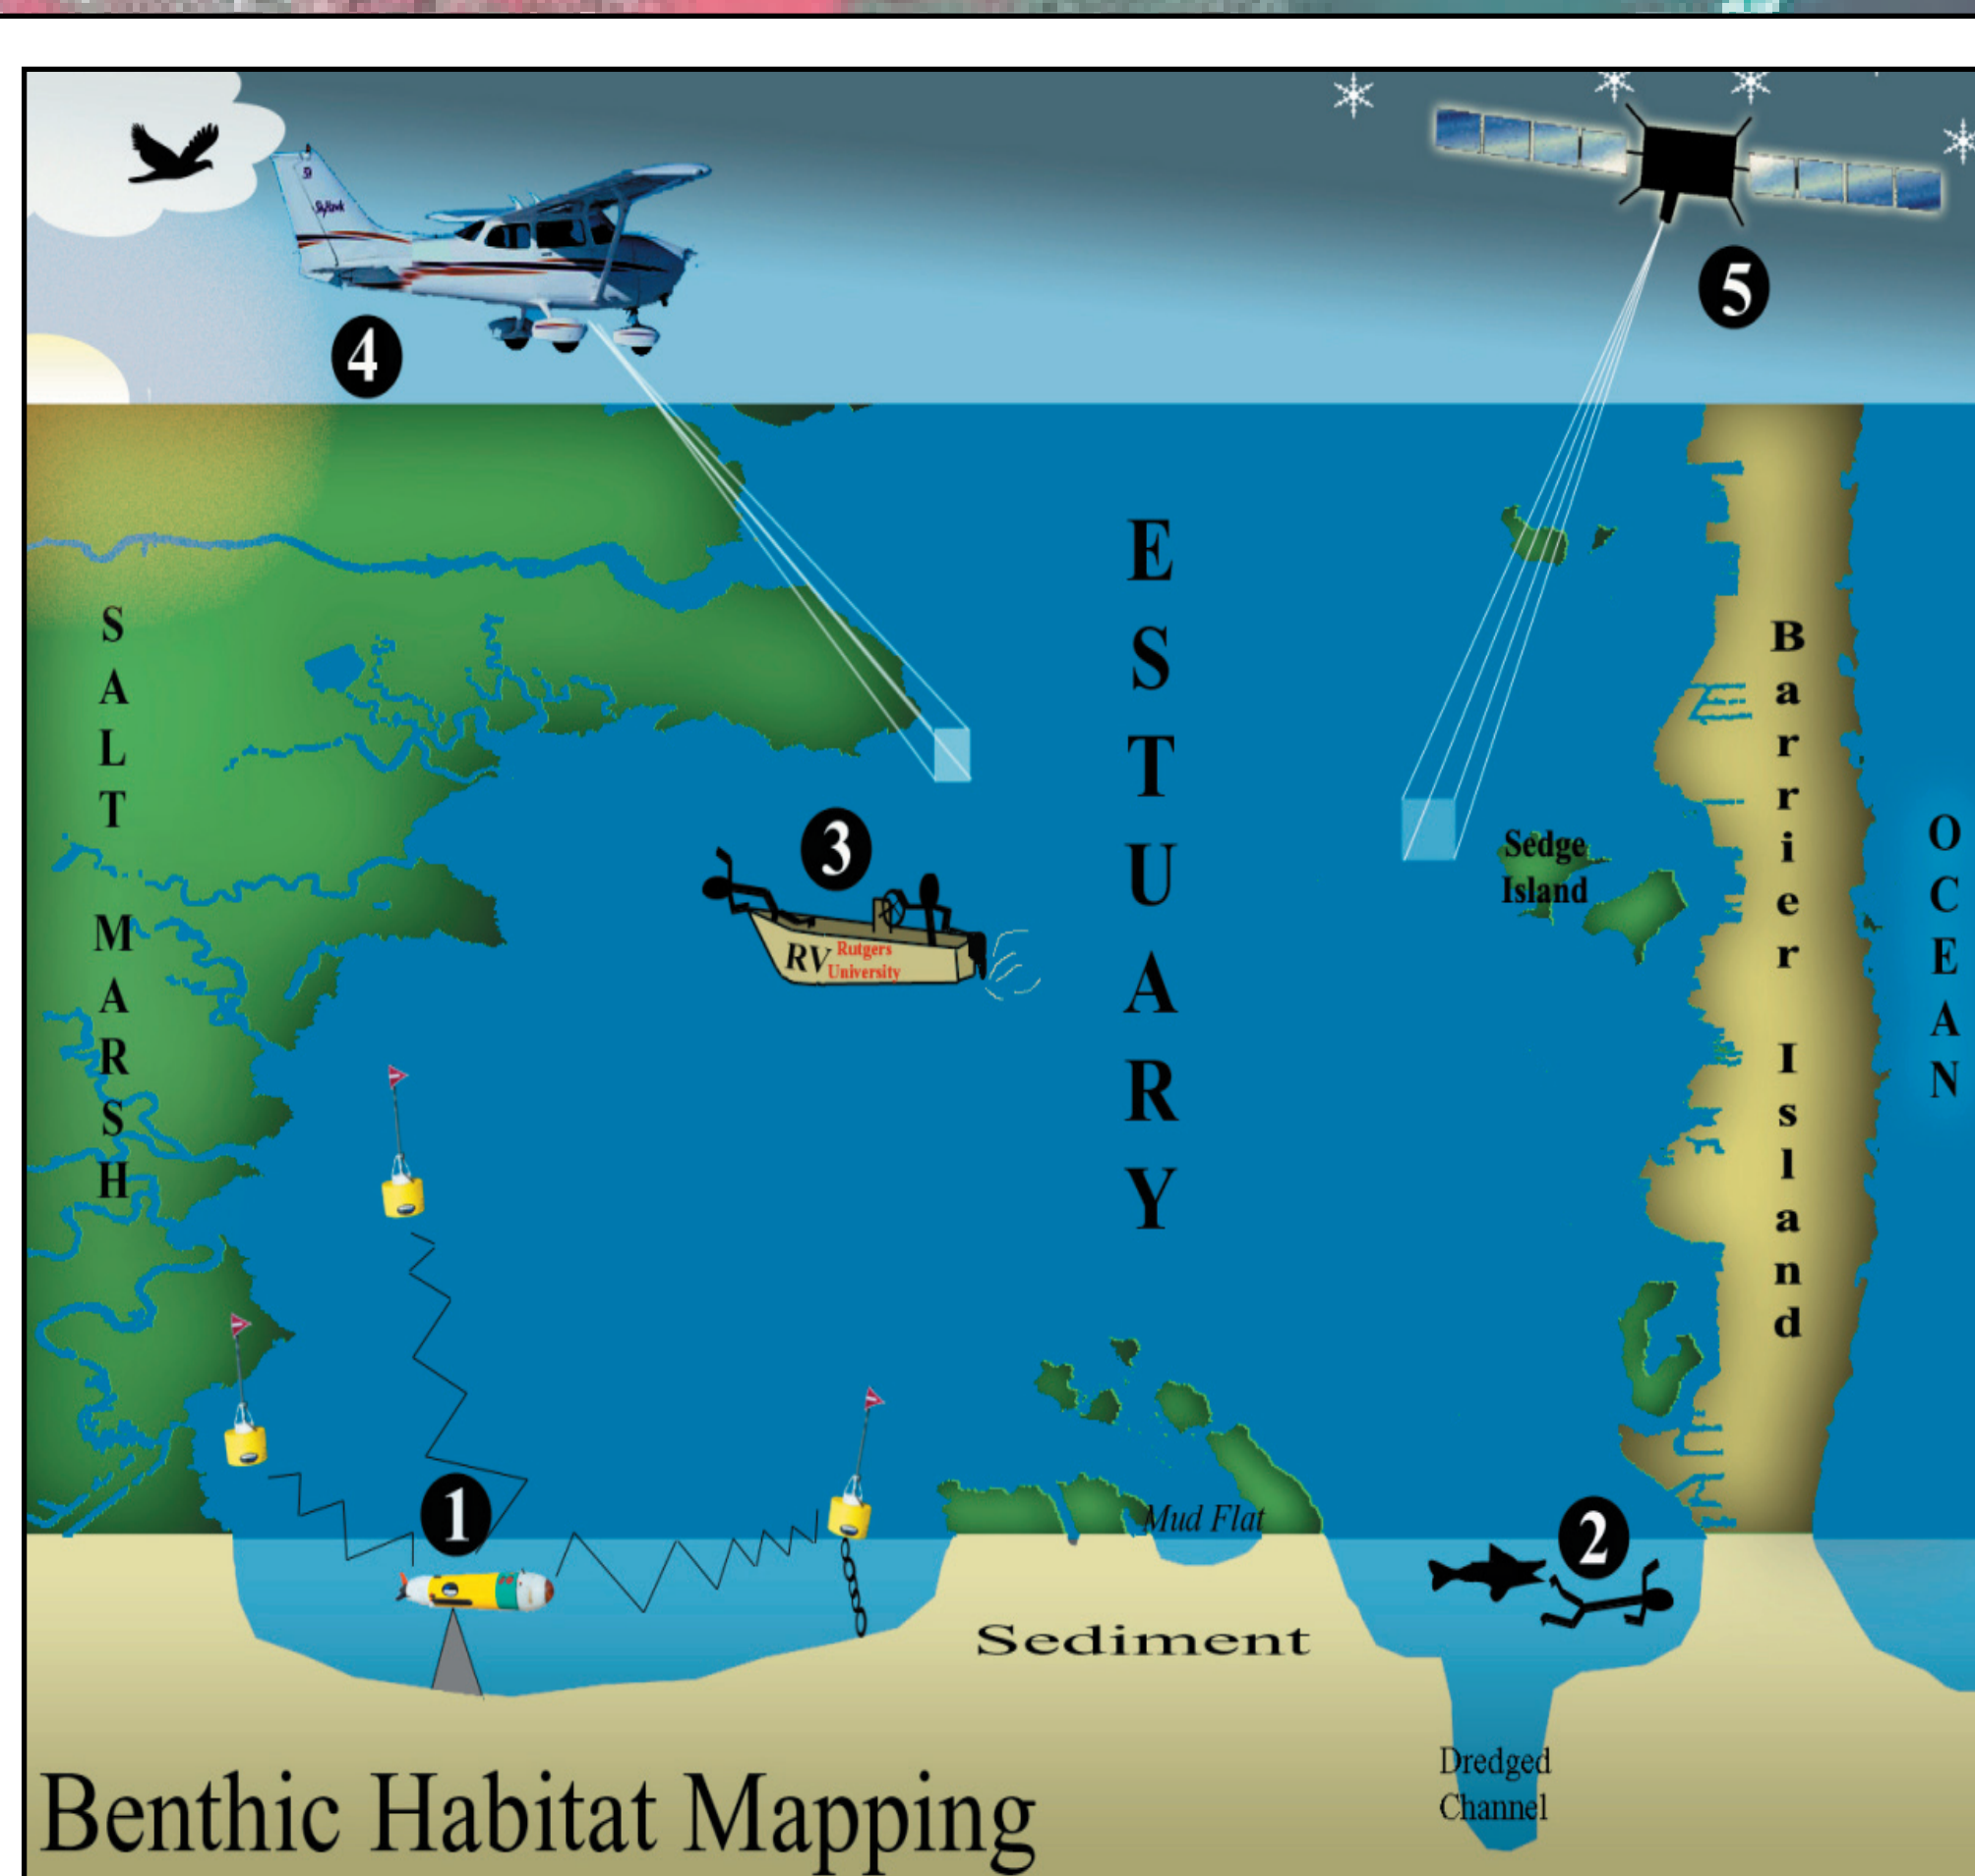 SkyHawk
4
5
SALT MARSH
ESTUARY
Barrier Island
OCEAN
3
RV Rutgers
University
Sedge
Island
1
Mud Flat
2
Sediment
Dredged
Channel
Benthic Habitat Mapping